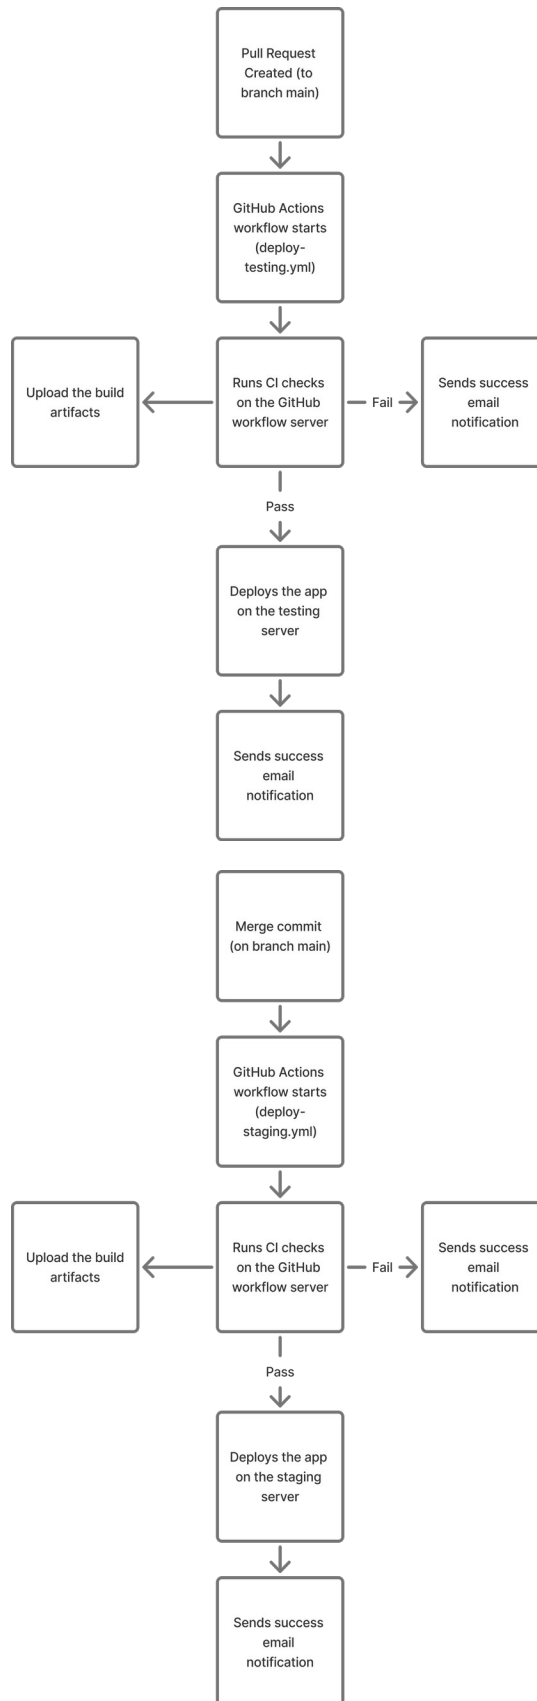 Pull Request
Created (to
branch main)
GitHub Actions
workflow starts
(deploy-
testing.yml)
Upload the build
artifacts
Runs CI checks
on the GitHub
workflow server
Fail
Sends success
email
notification
Pass
Deploys the app
on the testing
server
Sends success
email
notification
Merge commit
(on branch main)
GitHub Actions
workflow starts
(deploy-
staging.yml)
Upload the build
artifacts
Runs CI checks
on the GitHub
workflow server
Fail
Sends success
email
notification
Pass
Deploys the app
on the staging
server
Sends success
email
notification